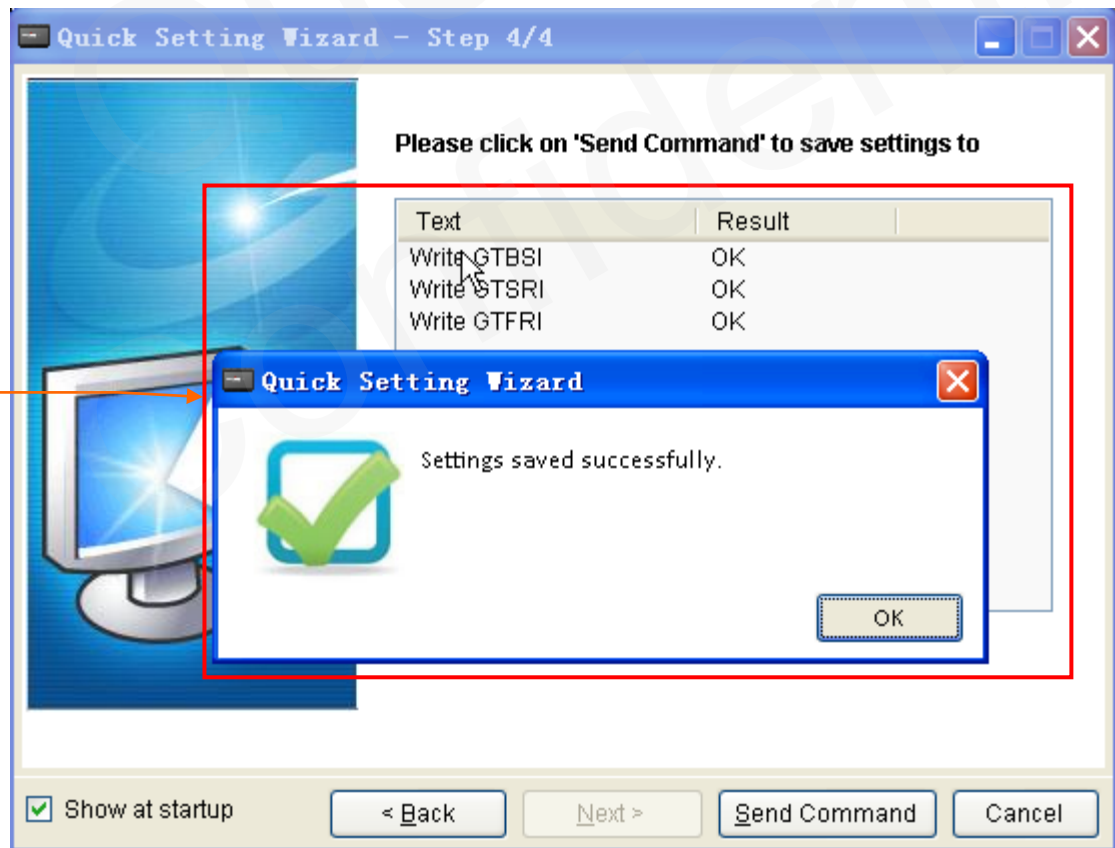 Quick Setting Wizard - Step 4/4
Please click on 'Send Command' to save settings to
Text Result
Write GTBSI OK
Write GTSRI OK
Write GTFRI OK
Quick Setting Wizard
Settings saved successfully.
OK
Show at startup
< Back
Next >
Send Command
Cancel